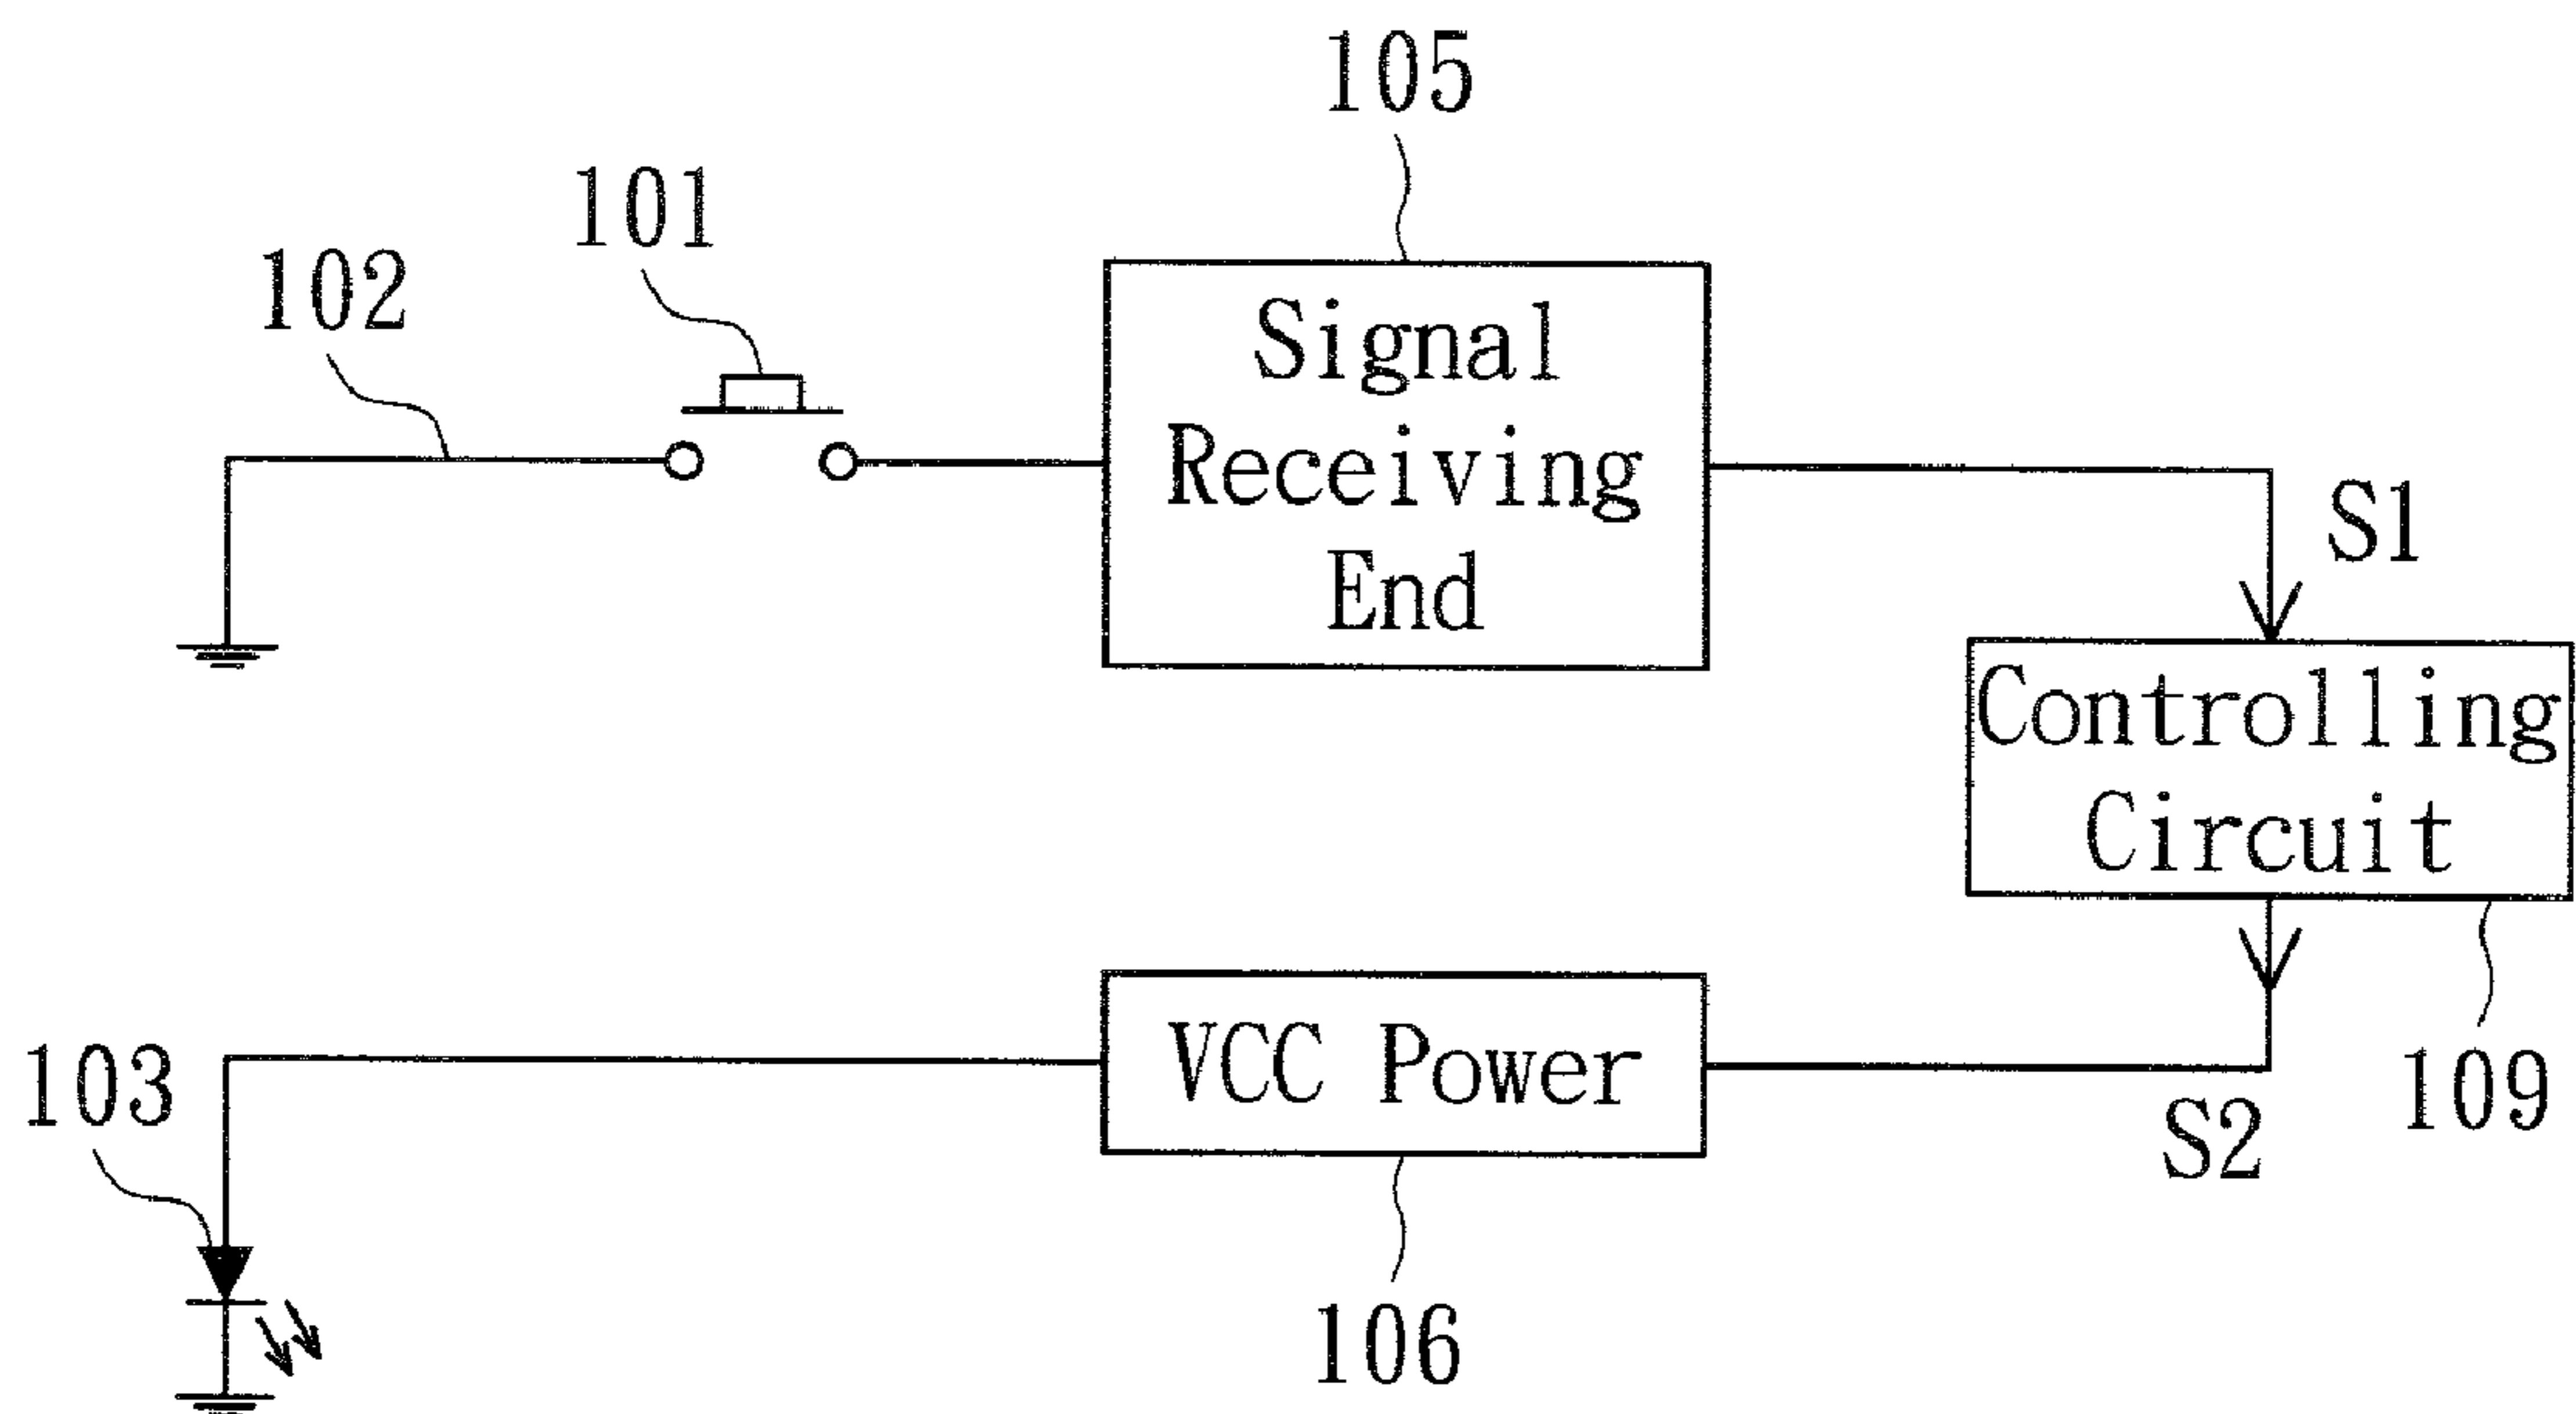 105
101
102
Signal
Receiving
End
S1
Controlling
Circuit
VCC Power
103
109
S2
106